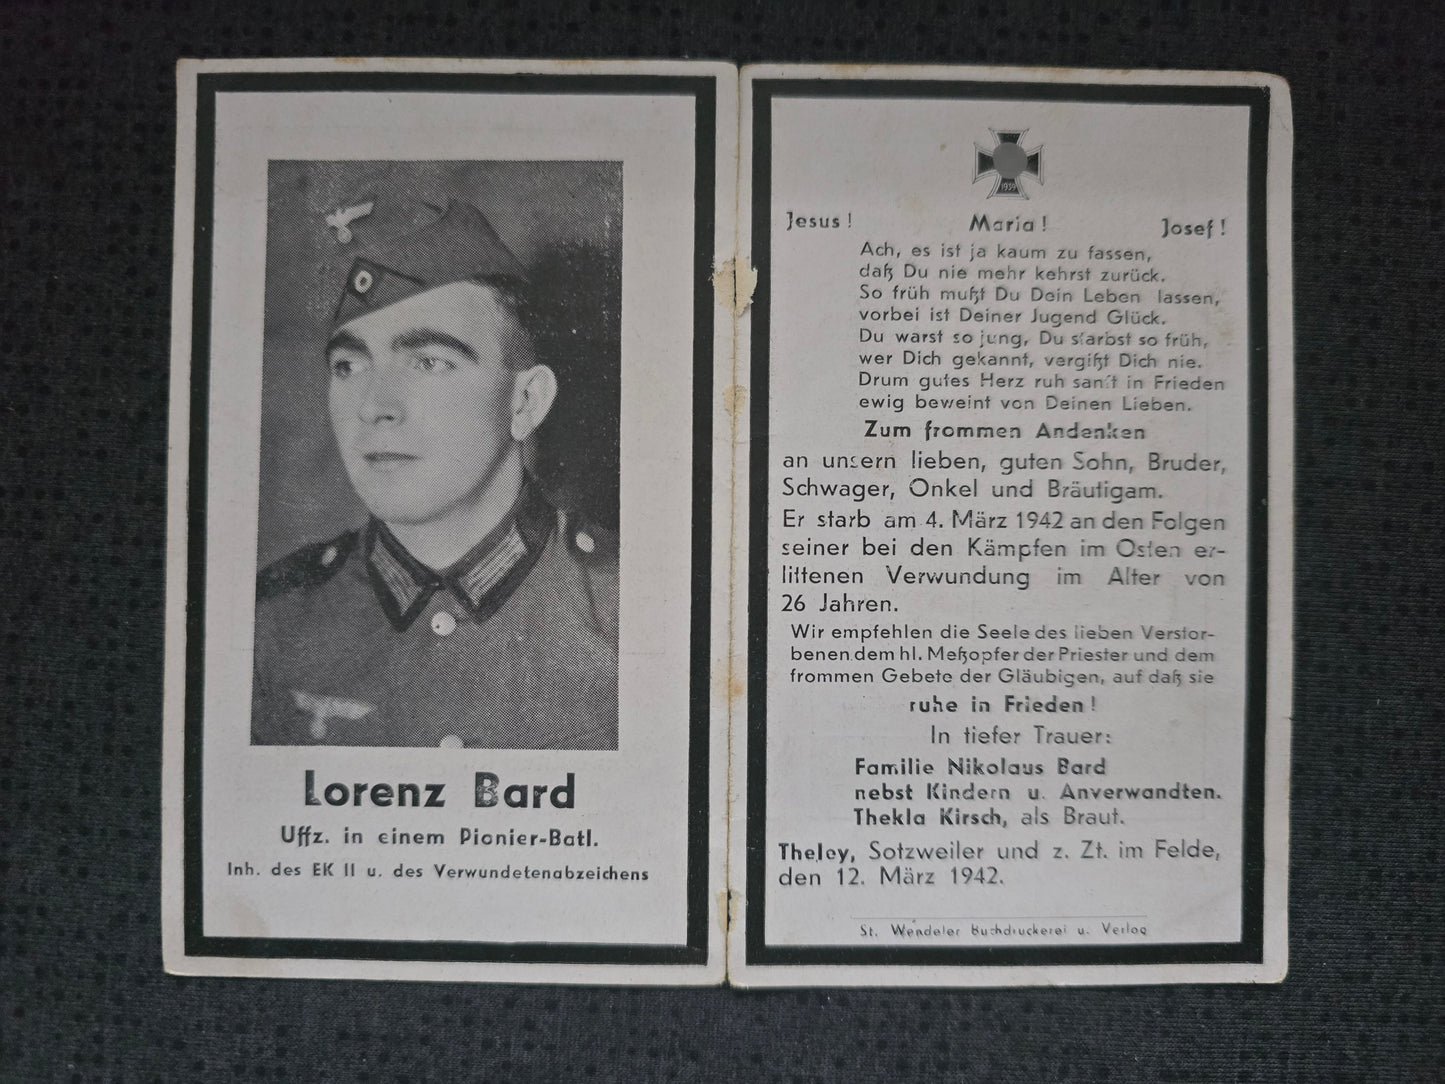 Lorenz Bard
Uffz. in einem Pionier-Batl.
Inh. des EK II u. des Verwundetenabzeichens
1939
Jesus! Maria! Josef!
Ach, es ist ja kaum zu fassen,
daß Du nie mehr kehrst zurück.
So früh mußt Du Dein Leben lassen,
vorbei ist Deiner Jugend Glück.
Du warst so jung, Du starbst so früh,
wer Dich gekannt, vergißt Dich nie.
Drum gutes Herz ruh sanft in Frieden
ewig beweint von Deinen Lieben.
Zum frommen Andenken
an unsern lieben, guten Sohn, Bruder,
Schwager, Onkel und Bräutigam.
Er starb am 4. März 1942 an den Folgen
seiner bei den Kämpfen im Osten er-
littenen Verwundung im Alter von
26 Jahren.
Wir empfehlen die Seele des lieben Verstor-
benen dem hl. Meßopfer der Priester und dem
frommen Gebete der Gläubigen, auf daß sie
ruhe in Frieden!
In tiefer Trauer:
Familie Nikolaus Bard
nebst Kindern u. Anverwandten.
Thekla Kirsch, als Braut.
Theley, Sotzweiler und z. Zt. im Felde,
den 12. März 1942.
St. Wendeler Buchdruckerei u. Verlag